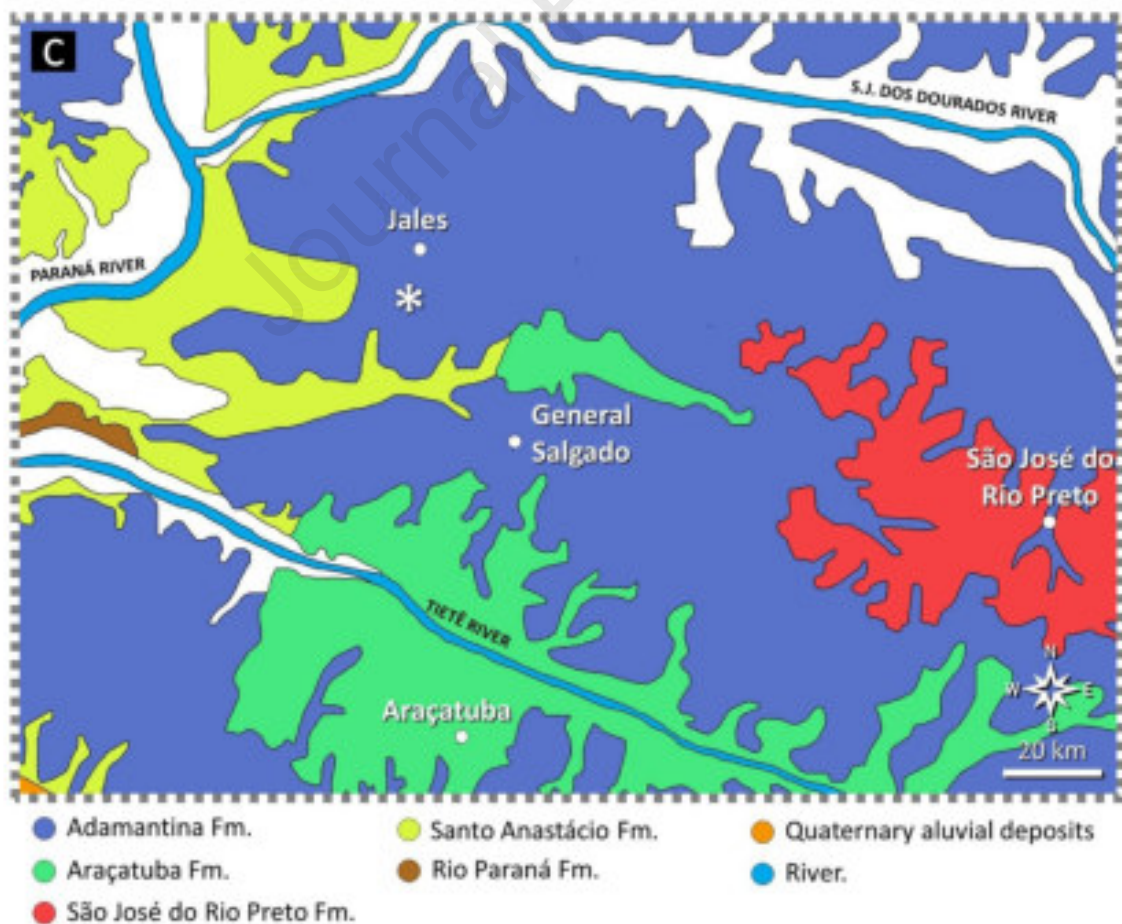 C
Journal
S.J. DOS DOURADOS RIVER
Jales
PARANÁ RIVER
*
General
Salgado
São José do
Rio Preto
TIETÊ RIVER
Araçatuba
N
W E
20 km
Adamantina Fm.
Santo Anastácio Fm.
Quaternary aluvial deposits
Araçatuba Fm.
Rio Paraná Fm.
River.
São José do Rio Preto Fm.